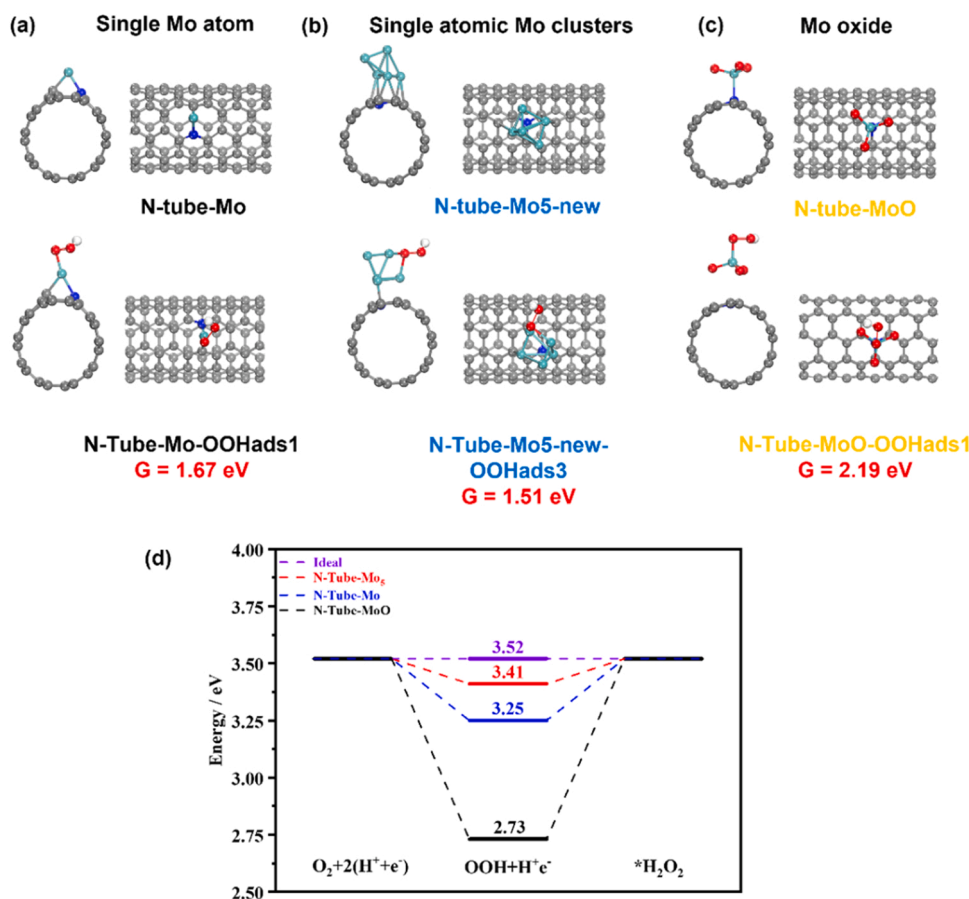 (a) Single Mo atom
(b) Single atomic Mo clusters
(c) Mo oxide
N-tube-Mo
N-tube-Mo5-new
N-tube-MoO
N-Tube-Mo-OOHads1
G = 1.67 eV
N-Tube-Mo5-new-
OOHads3
G = 1.51 eV
N-Tube-MoO-OOHads1
G = 2.19 eV
(d)
Energy / eV
4.00
3.75
3.50
3.25
3.00
2.75
2.50
Ideal
N-Tube-Mo₅
N-Tube-Mo
N-Tube-MoO
3.52
3.41
3.25
2.73
O₂+2(H⁺+e⁻)
OOH+H⁺e⁻
*H₂O₂